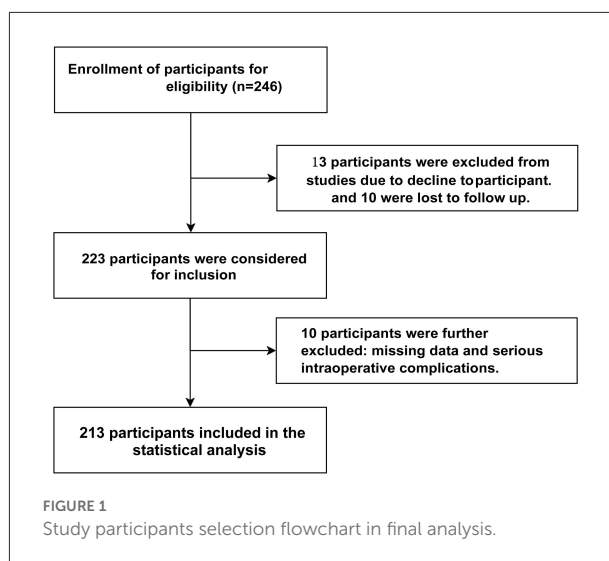 Enrollment of participants for
eligibility (n=246)
13 participants were excluded from
studies due to decline toparticipant.
and 10 were lost to follow up.
223 participants were considered
for inclusion
10 participants were further
excluded: missing data and serious
intraoperative complications.
213 participants included in the
statistical analysis
FIGURE 1
Study participants selection flowchart in final analysis.